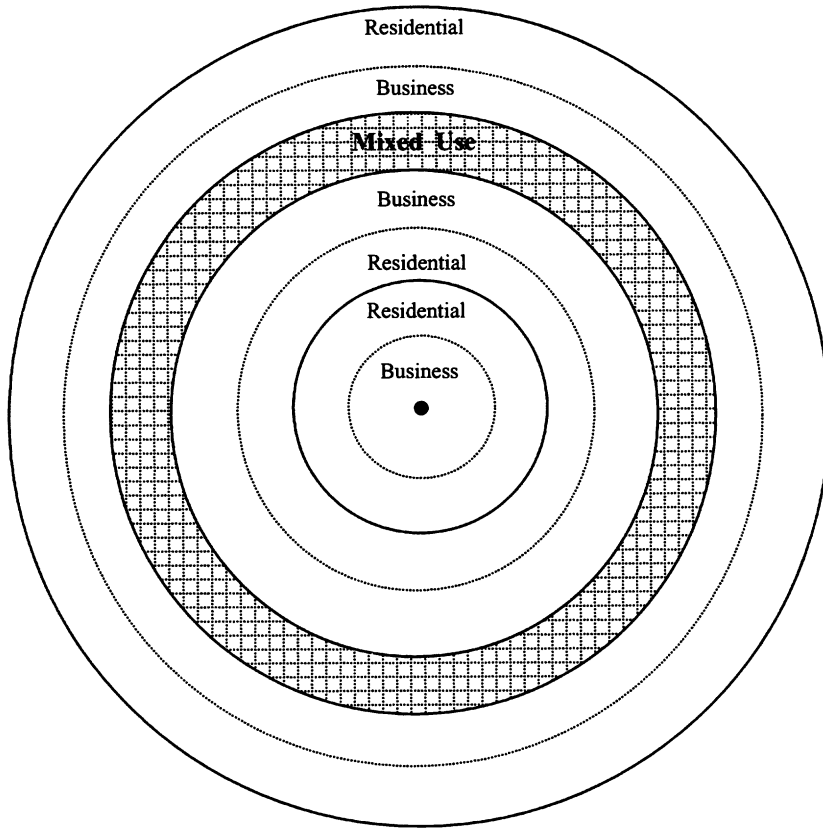 Residential
Business
Mixed Use
Business
Residential
Residential
Business